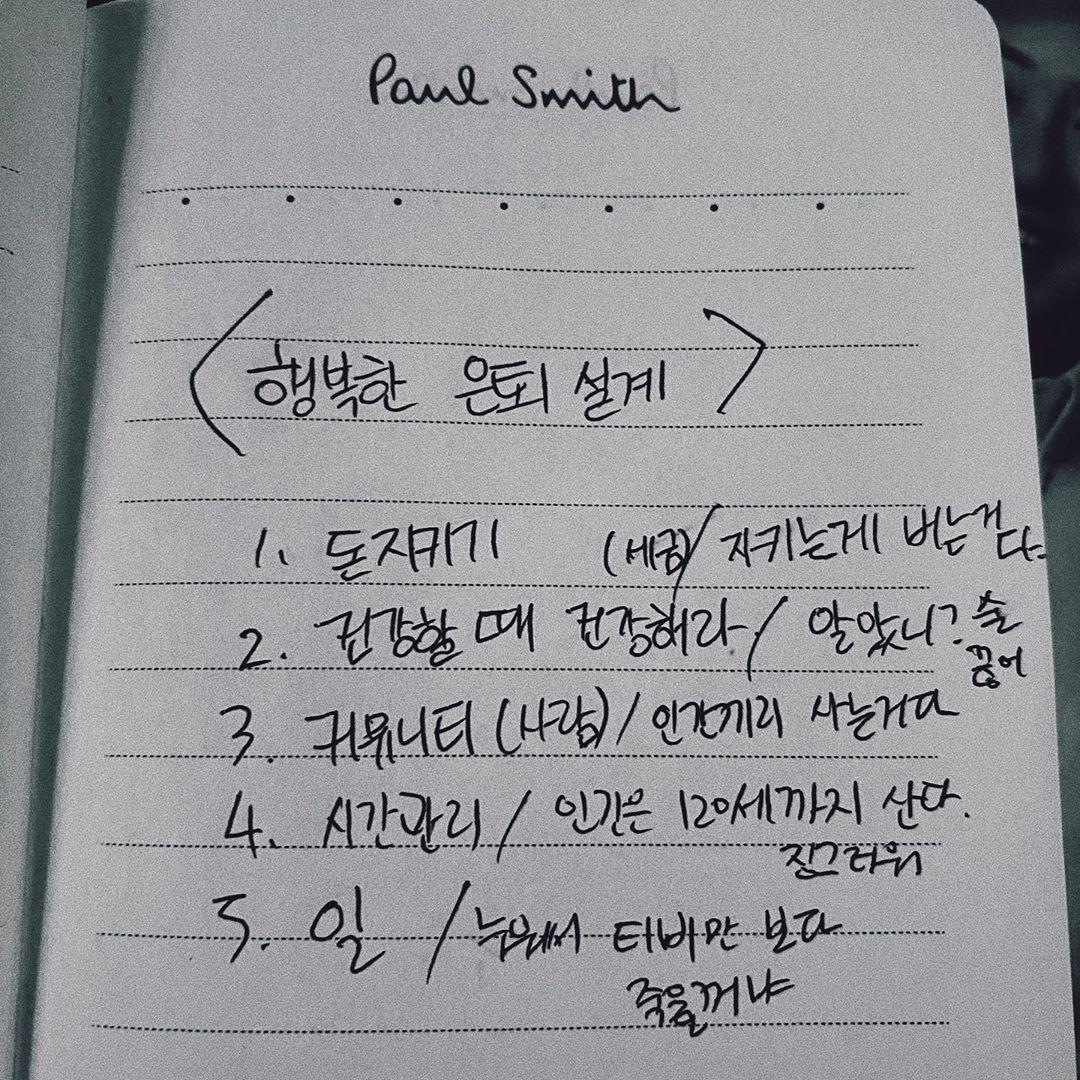 Paul Smith
<행복한 은퇴 설계>
1. 돈지키기 (세금)/지키는게 버는거다.
2. 건강할 때 건강해라/알았니? 술끊어
3. 커뮤니티 (사람)/인간끼리 사는거다
4. 시간관리/인간은 120세까지 산다.
징그러워
5. 일/누워서 티비만 보다
죽을꺼냐